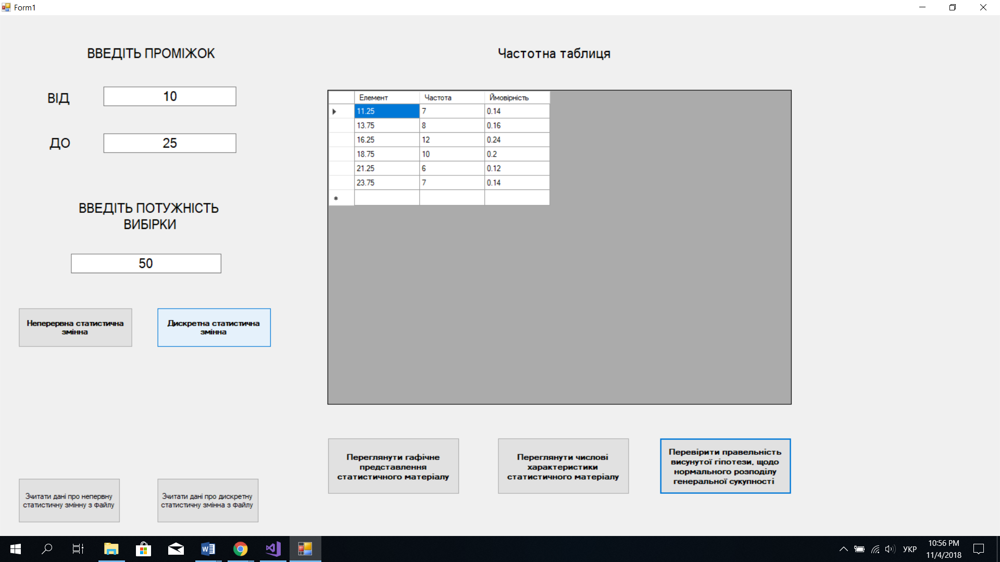 Form1
ВВЕДІТЬ ПРОМІЖОК
ВІД
10
ДО
25
ВВЕДІТЬ ПОТУЖНІСТЬ
ВИБІРКИ
50
Неперервна статистична
змінна
Дискретна статистична
змінна
Зчитати дані про непервну
статистичну змінну з файлу
Зчитати дані про дискретну
статистичну змінна з файлу
Частотна таблиця
Елемент Частота Ймовірність
11.25 7 0.14
13.75 8 0.16
16.25 12 0.24
18.75 10 0.2
21.25 6 0.12
23.75 7 0.14
Переглянути гафічне
представлення
статистичного матеріалу
Переглянути числові
характеристики
статистичного матеріалу
Перевірити правельність
висунутої гіпотези, щодо
нормального розподілу
генеральної сукупності
УКР
10:56 PM
11/4/2018